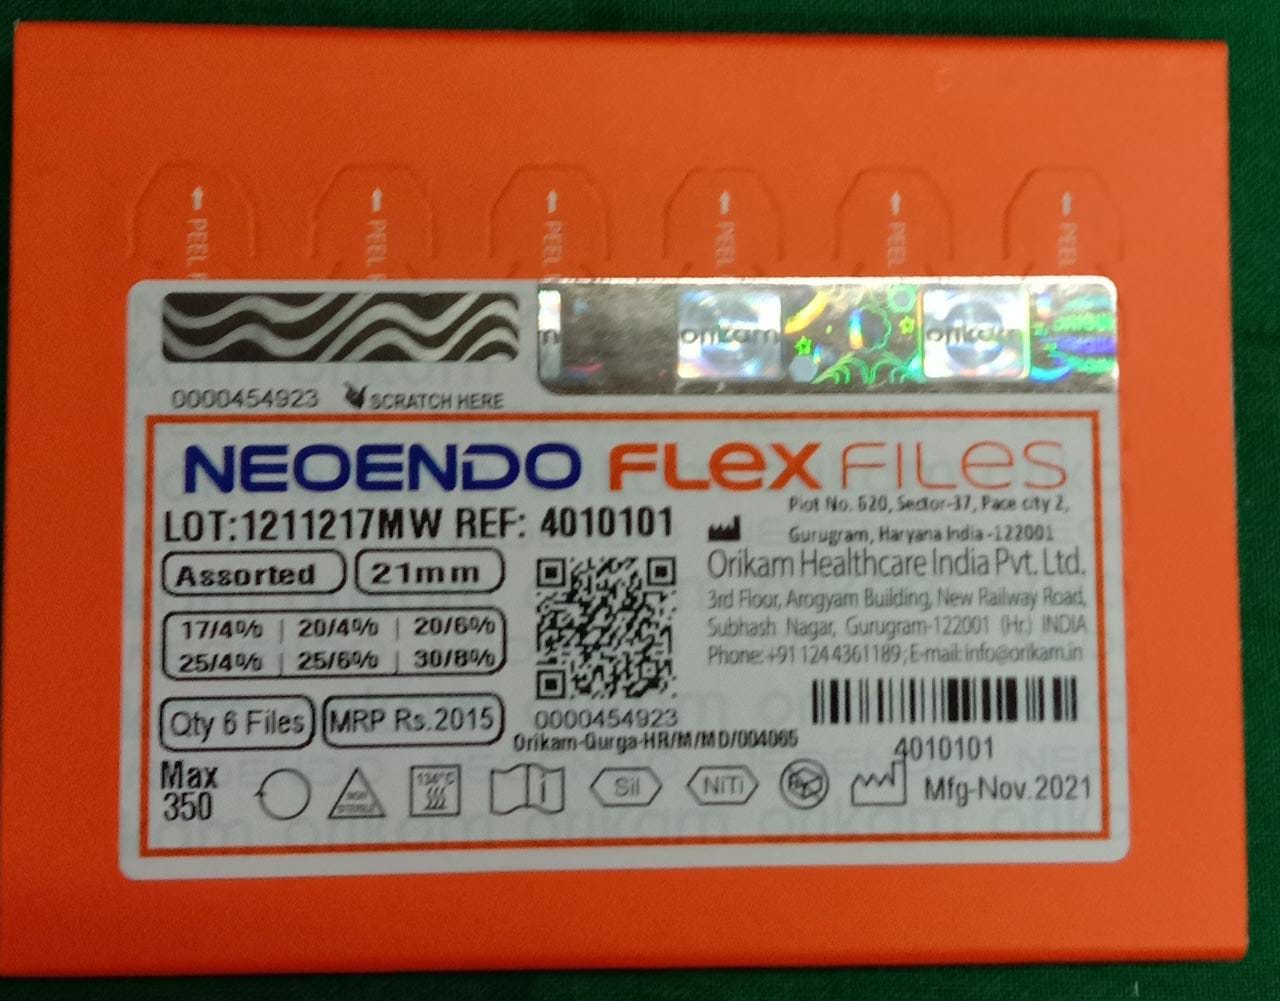 ↑ PEEL ↑ PEEL ↑ PEEL ↑ PEEL ↑ PEEL ↑ PEEL
orikam orikam
0000454923 SCRATCH HERE
NEOENDO FLEX FILES
Plot No. 620, Sector-37, Pace city 2,
Gurugram, Haryana India -122001
LOT:1211217MW REF: 4010101
Orikam Healthcare India Pvt. Ltd.
3rd Floor, Arogyam Building, New Railway Road,
Subhash Nagar, Gurugram-122001 (Hr.) INDIA
Phone:+91 124 4361189; E-mail:info@orikam.in
Assorted 21mm
17/4% | 20/4% | 20/6%
25/4% | 25/6% | 30/8%
Qty 6 Files MRP Rs.2015
0000454923
Orikam-Gurga-HR/M/MD/004065
4010101
Max
350
NON
STERILE
134°C
i
Sil
NiTi
Mfg-Nov.2021